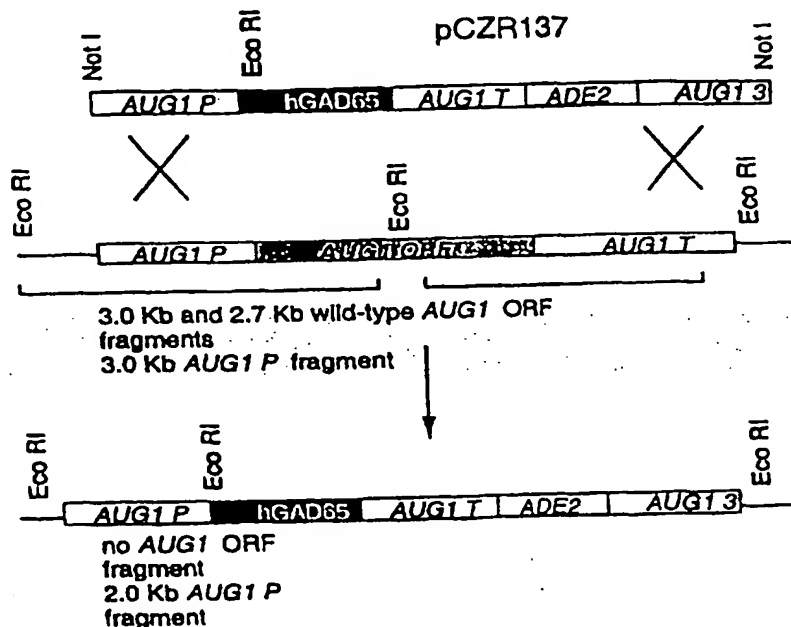 pCZR137
Not I
Eco RI
Not I
AUG1 P hGAD65 AUG1 T ADE2 AUG1 3
Eco RI
Eco RI
Eco RI
AUG1 P AUG1 AUG1 T
3.0 Kb and 2.7 Kb wild-type AUG1 ORF
fragments
3.0 Kb AUG1 P fragment
Eco RI
Eco RI
Eco RI
AUG1 P hGAD65 AUG1 T ADE2 AUG1 3
no AUG1 ORF
fragment
2.0 Kb AUG1 P
fragment